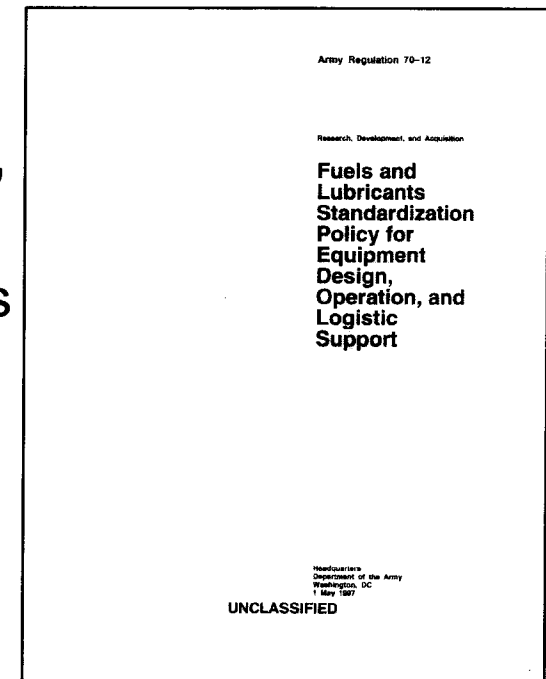 Army Regulation 70–12
Research, Development, and Acquisition
Fuels and
Lubricants
Standardization
Policy for
Equipment
Design,
Operation, and
Logistic
Support
Headquarters
Department of the Army
Washington, DC
1 May 1997
UNCLASSIFIED